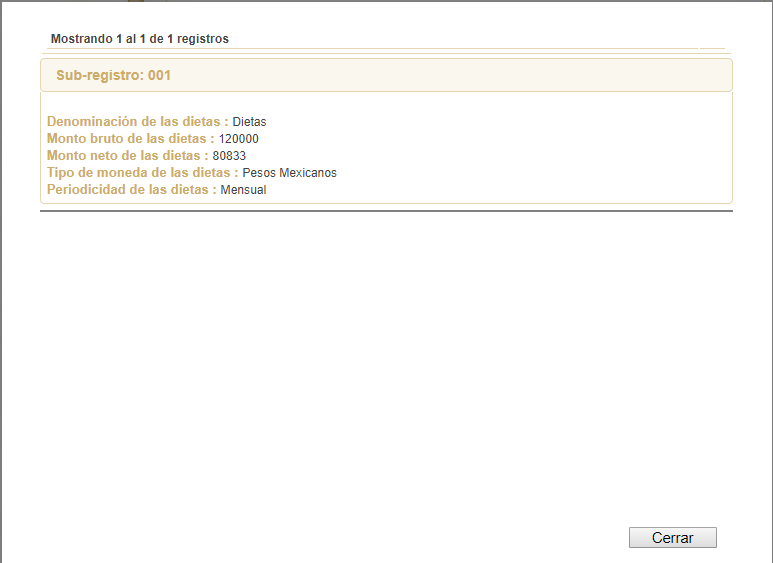 Mostrando 1 al 1 de 1 registros
Sub-registro: 001
Denominación de las dietas : Dietas
Monto bruto de las dietas : 120000
Monto neto de las dietas : 80833
Tipo de moneda de las dietas : Pesos Mexicanos
Periodicidad de las dietas : Mensual
Cerrar